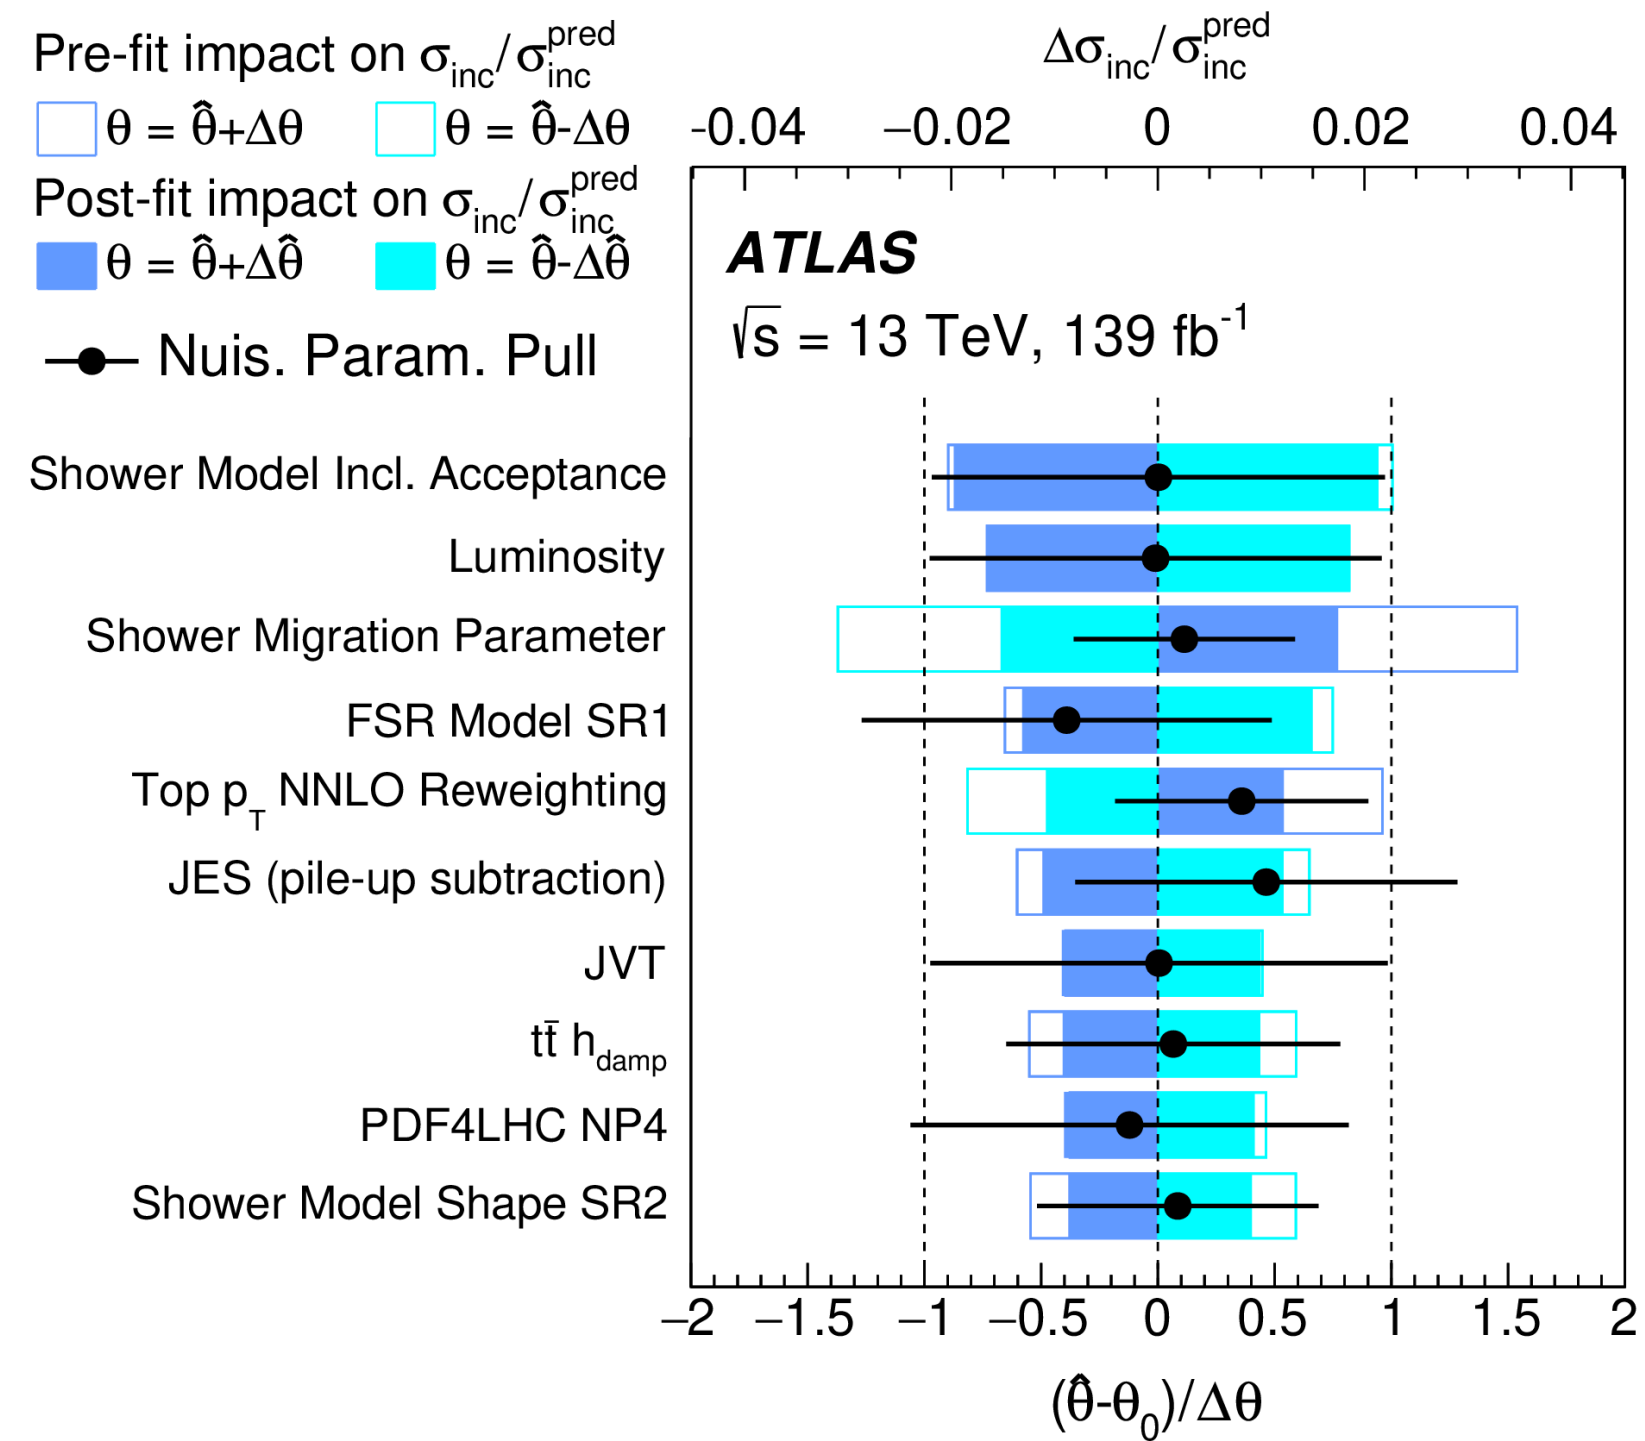 Pre-fit impact on σinc/σincpred
θ = θ̂+Δθ θ = θ̂-Δθ
Post-fit impact on σinc/σincpred
θ = θ̂+Δθ̂ θ = θ̂-Δθ̂
Nuis. Param. Pull
Δσinc/σincpred
-0.04 −0.02 0 0.02 0.04
ATLAS
√s = 13 TeV, 139 fb-1
Shower Model Incl. Acceptance
Luminosity
Shower Migration Parameter
FSR Model SR1
Top pT NNLO Reweighting
JES (pile-up subtraction)
JVT
tt̄ hdamp
PDF4LHC NP4
Shower Model Shape SR2
−2 −1.5 −1 −0.5 0 0.5 1 1.5 2
(θ̂-θ0)/Δθ